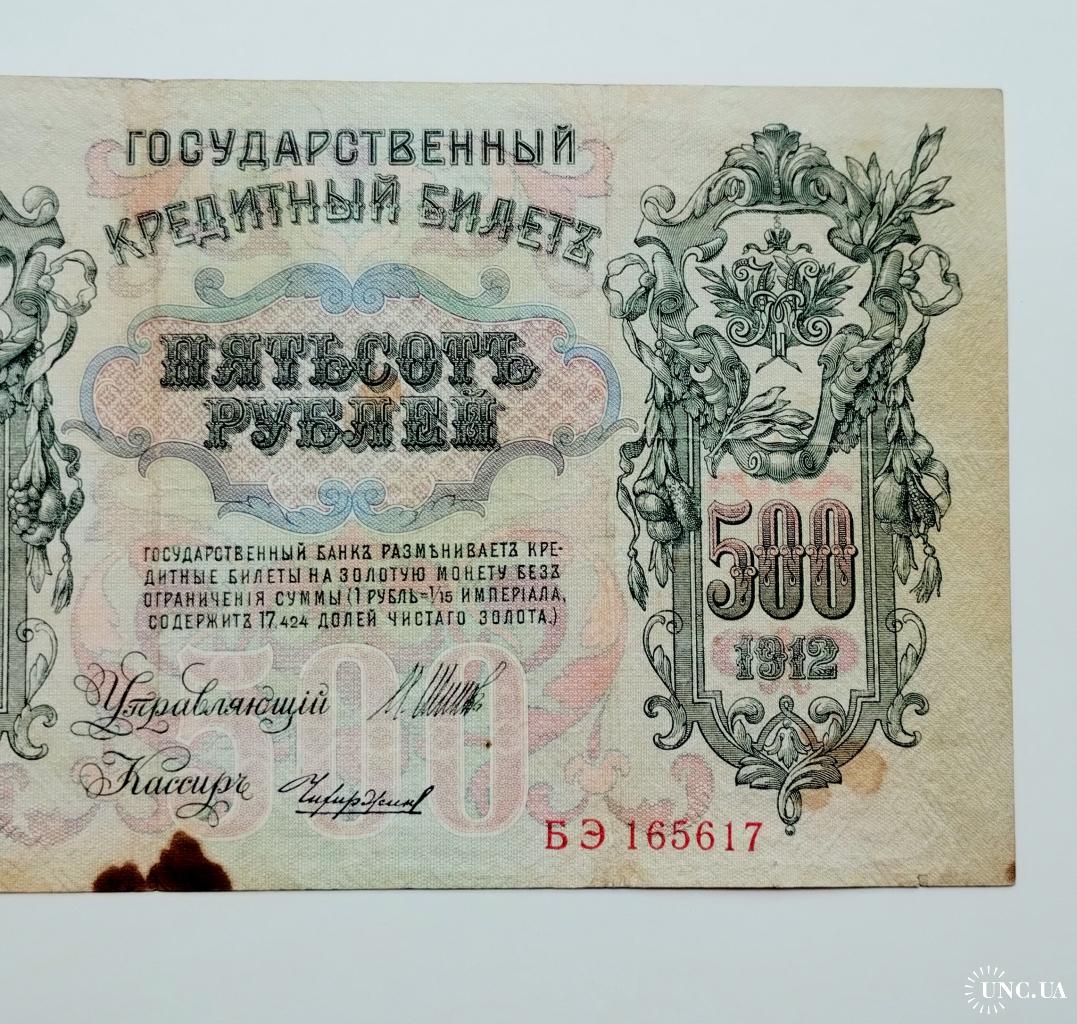 ГОСУДАРСТВЕННЫЙ
КРЕДИТНЫЙ БИЛЕТЪ
ПЯТЬСОТЪ
РУБЛЕЙ
ГОСУДАРСТВЕННЫЙ БАНКЪ РАЗМѢНИВАЕТЪ КРЕ-
ДИТНЫЕ БИЛЕТЫ НА ЗОЛОТУЮ МОНЕТУ БЕЗЪ
ОГРАНИЧЕНІЯ СУММЫ (1 РУБЛЬ=1/15 ИМПЕРІАЛА,
СОДЕРЖИТЪ 17,424 ДОЛЕЙ ЧИСТАГО ЗОЛОТА.)
500
1912
500
Управляющій
Кассиръ
БЭ 165617
UNC.UA